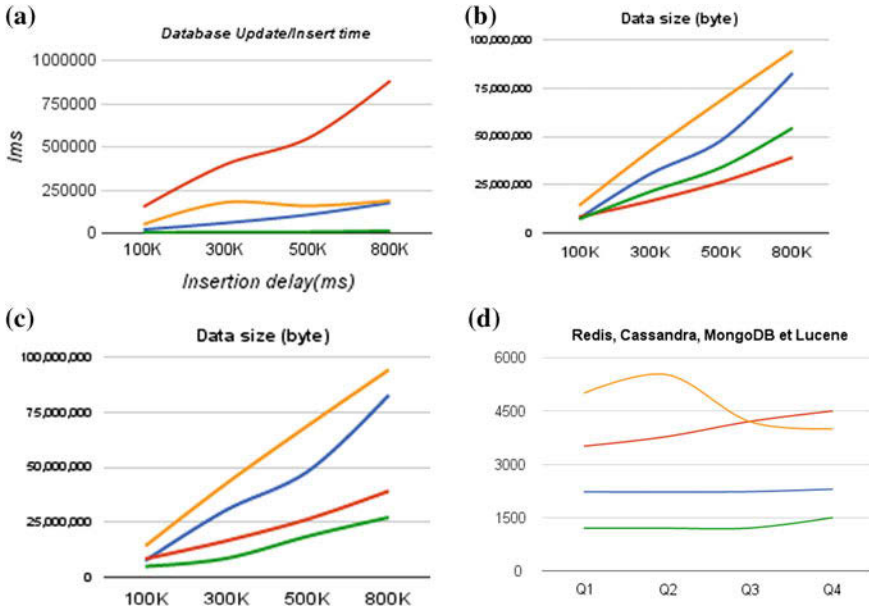 (a)
Database Update/Insert time
1000000
750000
500000
250000
0
lms
100K 300K 500K 800K
Insertion delay(ms)
(b)
Data size (byte)
100,000,000
75,000,000
50,000,000
25,000,000
0
100K 300K 500K 800K
(c)
Data size (byte)
100,000,000
75,000,000
50,000,000
25,000,000
0
100K 300K 500K 800K
(d)
Redis, Cassandra, MongoDB et Lucene
6000
4500
3000
1500
0
Q1 Q2 Q3 Q4